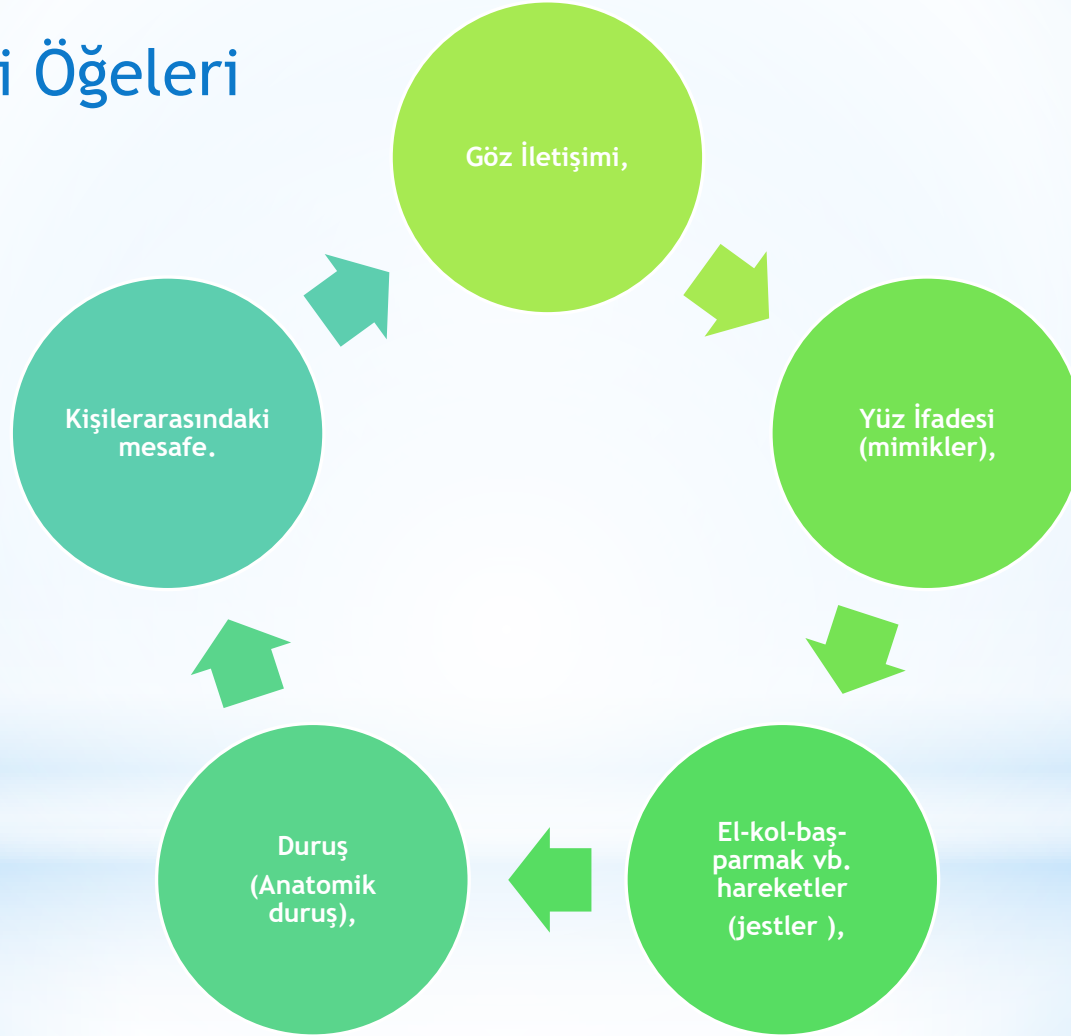 i Öğeleri
Göz İletişimi,
Yüz İfadesi
(mimikler),
El-kol-baş-
parmak vb.
hareketler
(jestler ),
Duruş
(Anatomik
duruş),
Kişilerarasındaki
mesafe.